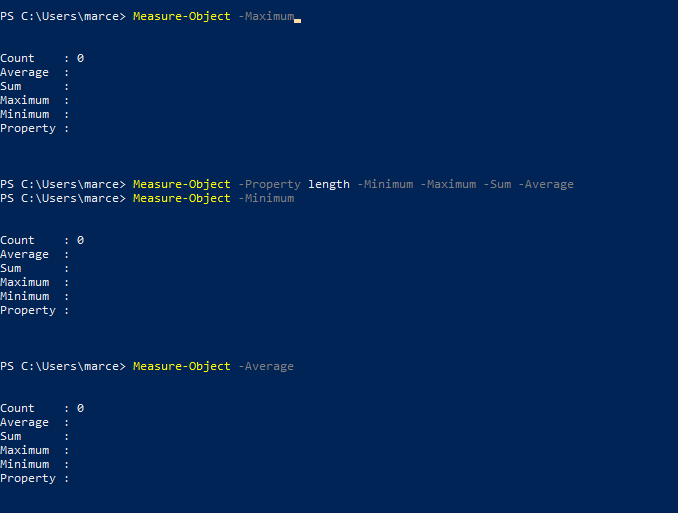 PS C:\Users\marce> Measure-Object -Maximum
Count    : 0
Average  :
Sum      :
Maximum  :
Minimum  :
Property :
PS C:\Users\marce> Measure-Object -Property length -Minimum -Maximum -Sum -Average
PS C:\Users\marce> Measure-Object -Minimum
Count    : 0
Average  :
Sum      :
Maximum  :
Minimum  :
Property :
PS C:\Users\marce> Measure-Object -Average
Count    : 0
Average  :
Sum      :
Maximum  :
Minimum  :
Property :